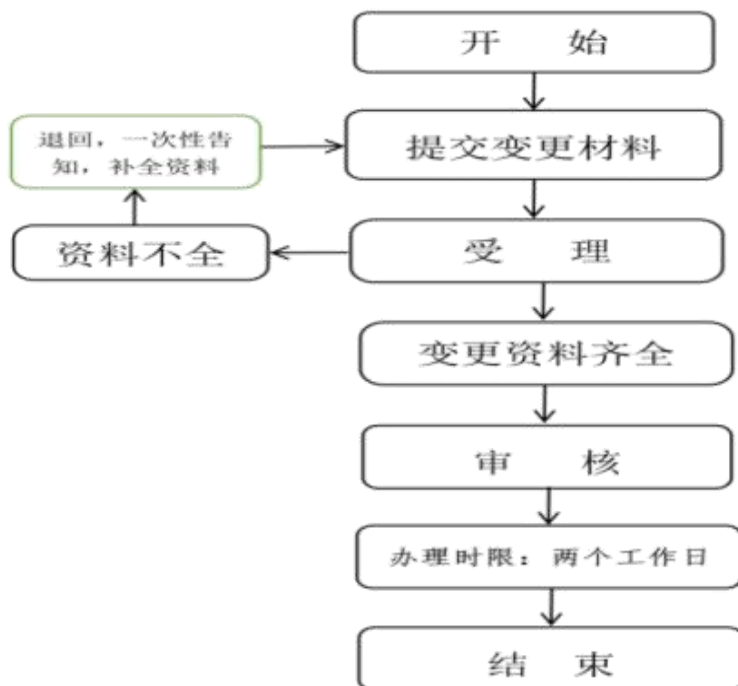 开 始
退回，一次性告
知，补全资料
提交变更材料
资料不全
受 理
变更资料齐全
审 核
办理时限：两个工作日
结 束